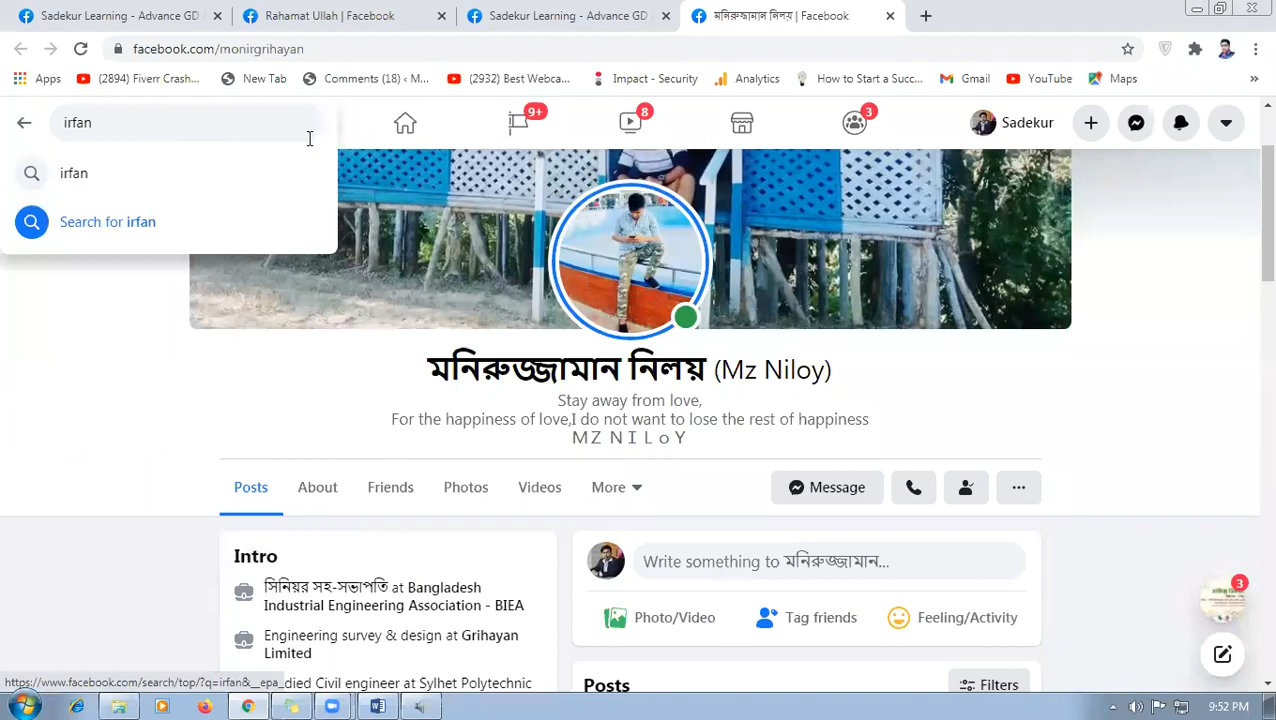 Sadekur Learning - Advance GD
Rahamat Ullah | Facebook
Sadekur Learning - Advance GD
মনিরুজ্জামান নিলয় | Facebook
facebook.com/monirgrihayan
Apps
(2894) Fiverr Crash...
New Tab
Comments (18) ‹ M...
(2932) Best Webca...
Impact - Security
Analytics
How to Start a Succ...
Gmail
YouTube
Maps
»
irfan
9+
8
3
Sadekur
irfan
Search for irfan
মনিরুজ্জামান নিলয় (Mz Niloy)
Stay away from love,
For the happiness of love,I do not want to lose the rest of happiness
M Z N I L o Y
Posts
About
Friends
Photos
Videos
More
Message
Intro
সিনিয়র সহ-সভাপতি at Bangladesh
Industrial Engineering Association - BIEA
Engineering survey & design at Grihayan
Limited
died Civil engineer at Sylhet Polytechnic
Write something to মনিরুজ্জামান...
Photo/Video
Tag friends
Feeling/Activity
Posts
Filters
3
https://www.facebook.com/search/top/?q=irfan&__epa_
9:52 PM